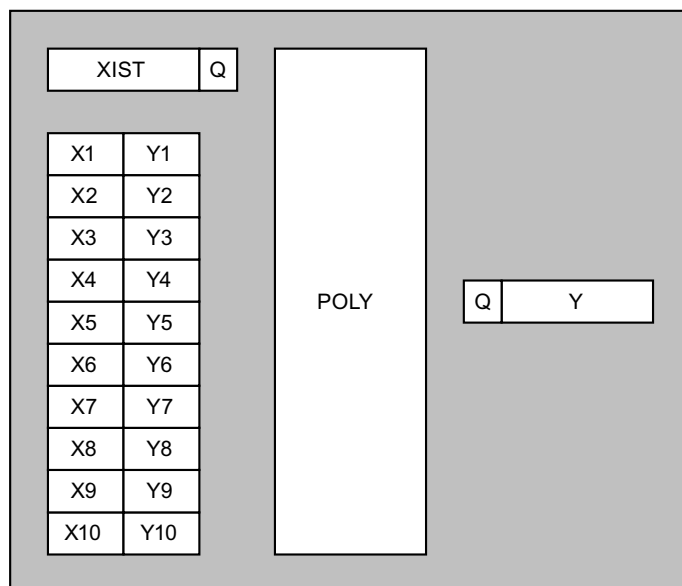 XIST Q
X1 Y1
X2 Y2
X3 Y3
X4 Y4
X5 Y5
X6 Y6
X7 Y7
X8 Y8
X9 Y9
X10 Y10
POLY
Q Y